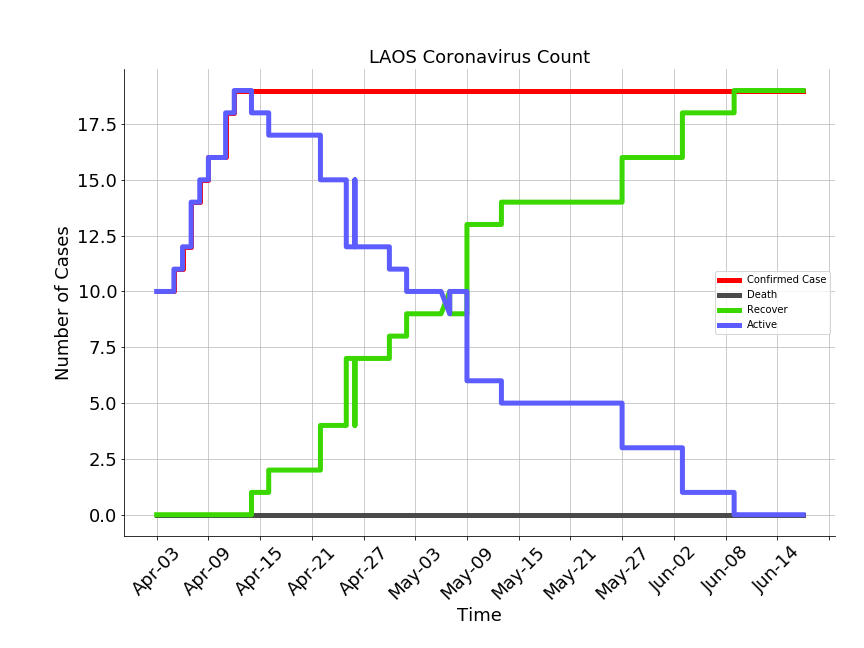 LAOS Coronavirus Count
Number of Cases
17.5
15.0
12.5
10.0
7.5
5.0
2.5
0.0
Confirmed Case
Death
Recover
Active
Apr-03
Apr-09
Apr-15
Apr-21
Apr-27
May-03
May-09
May-15
May-21
May-27
Jun-02
Jun-08
Jun-14
Time